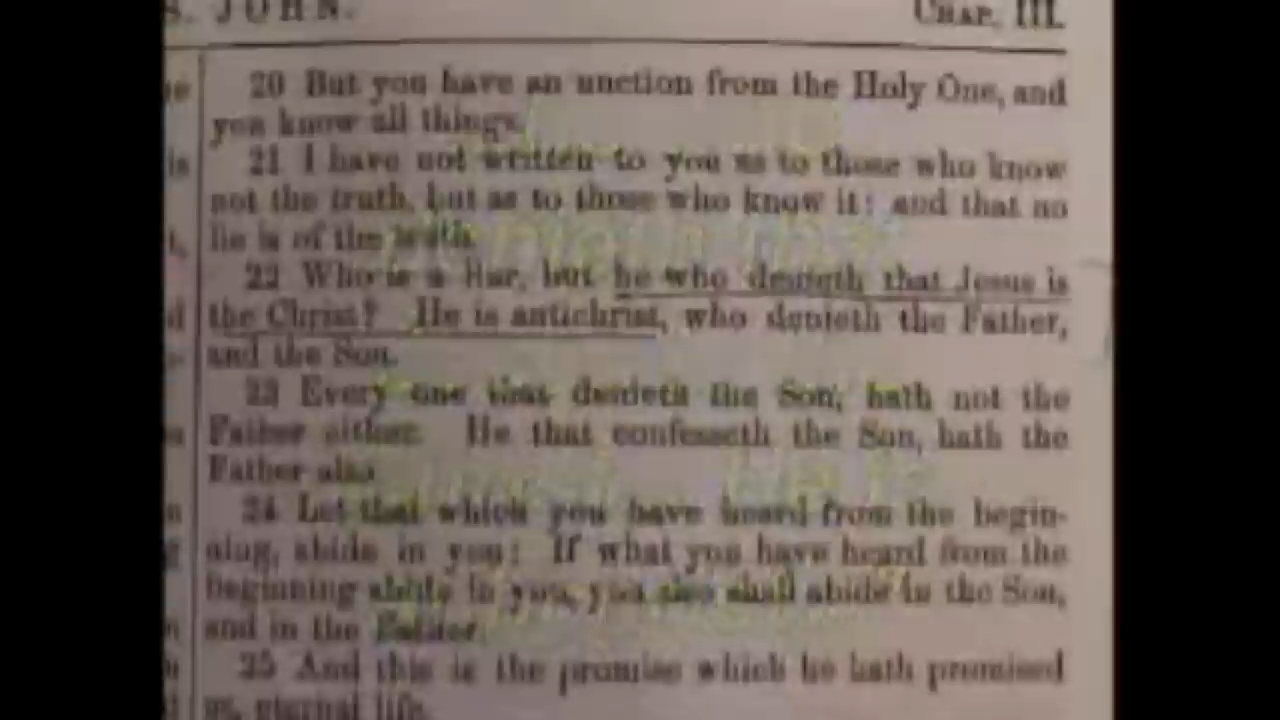 S. JOHN.
CHAP. III.
20 But you have an unction from the Holy One, and
you know all things.
21 I have not written to you as to those who know
not the truth, but as to those who know it: and that no
lie is of the truth.
22 Who is a liar, but he who denieth that Jesus is
the Christ? He is antichrist, who denieth the Father,
and the Son.
23 Every one that denieth the Son, hath not the
Father either. He that confesseth the Son, hath the
Father also.
24 Let that which you have heard from the begin-
ning, abide in you: If what you have heard from the
beginning abide in you, you also shall abide in the Son,
and in the Father.
25 And this is the promise which he hath promised
us, eternal life.